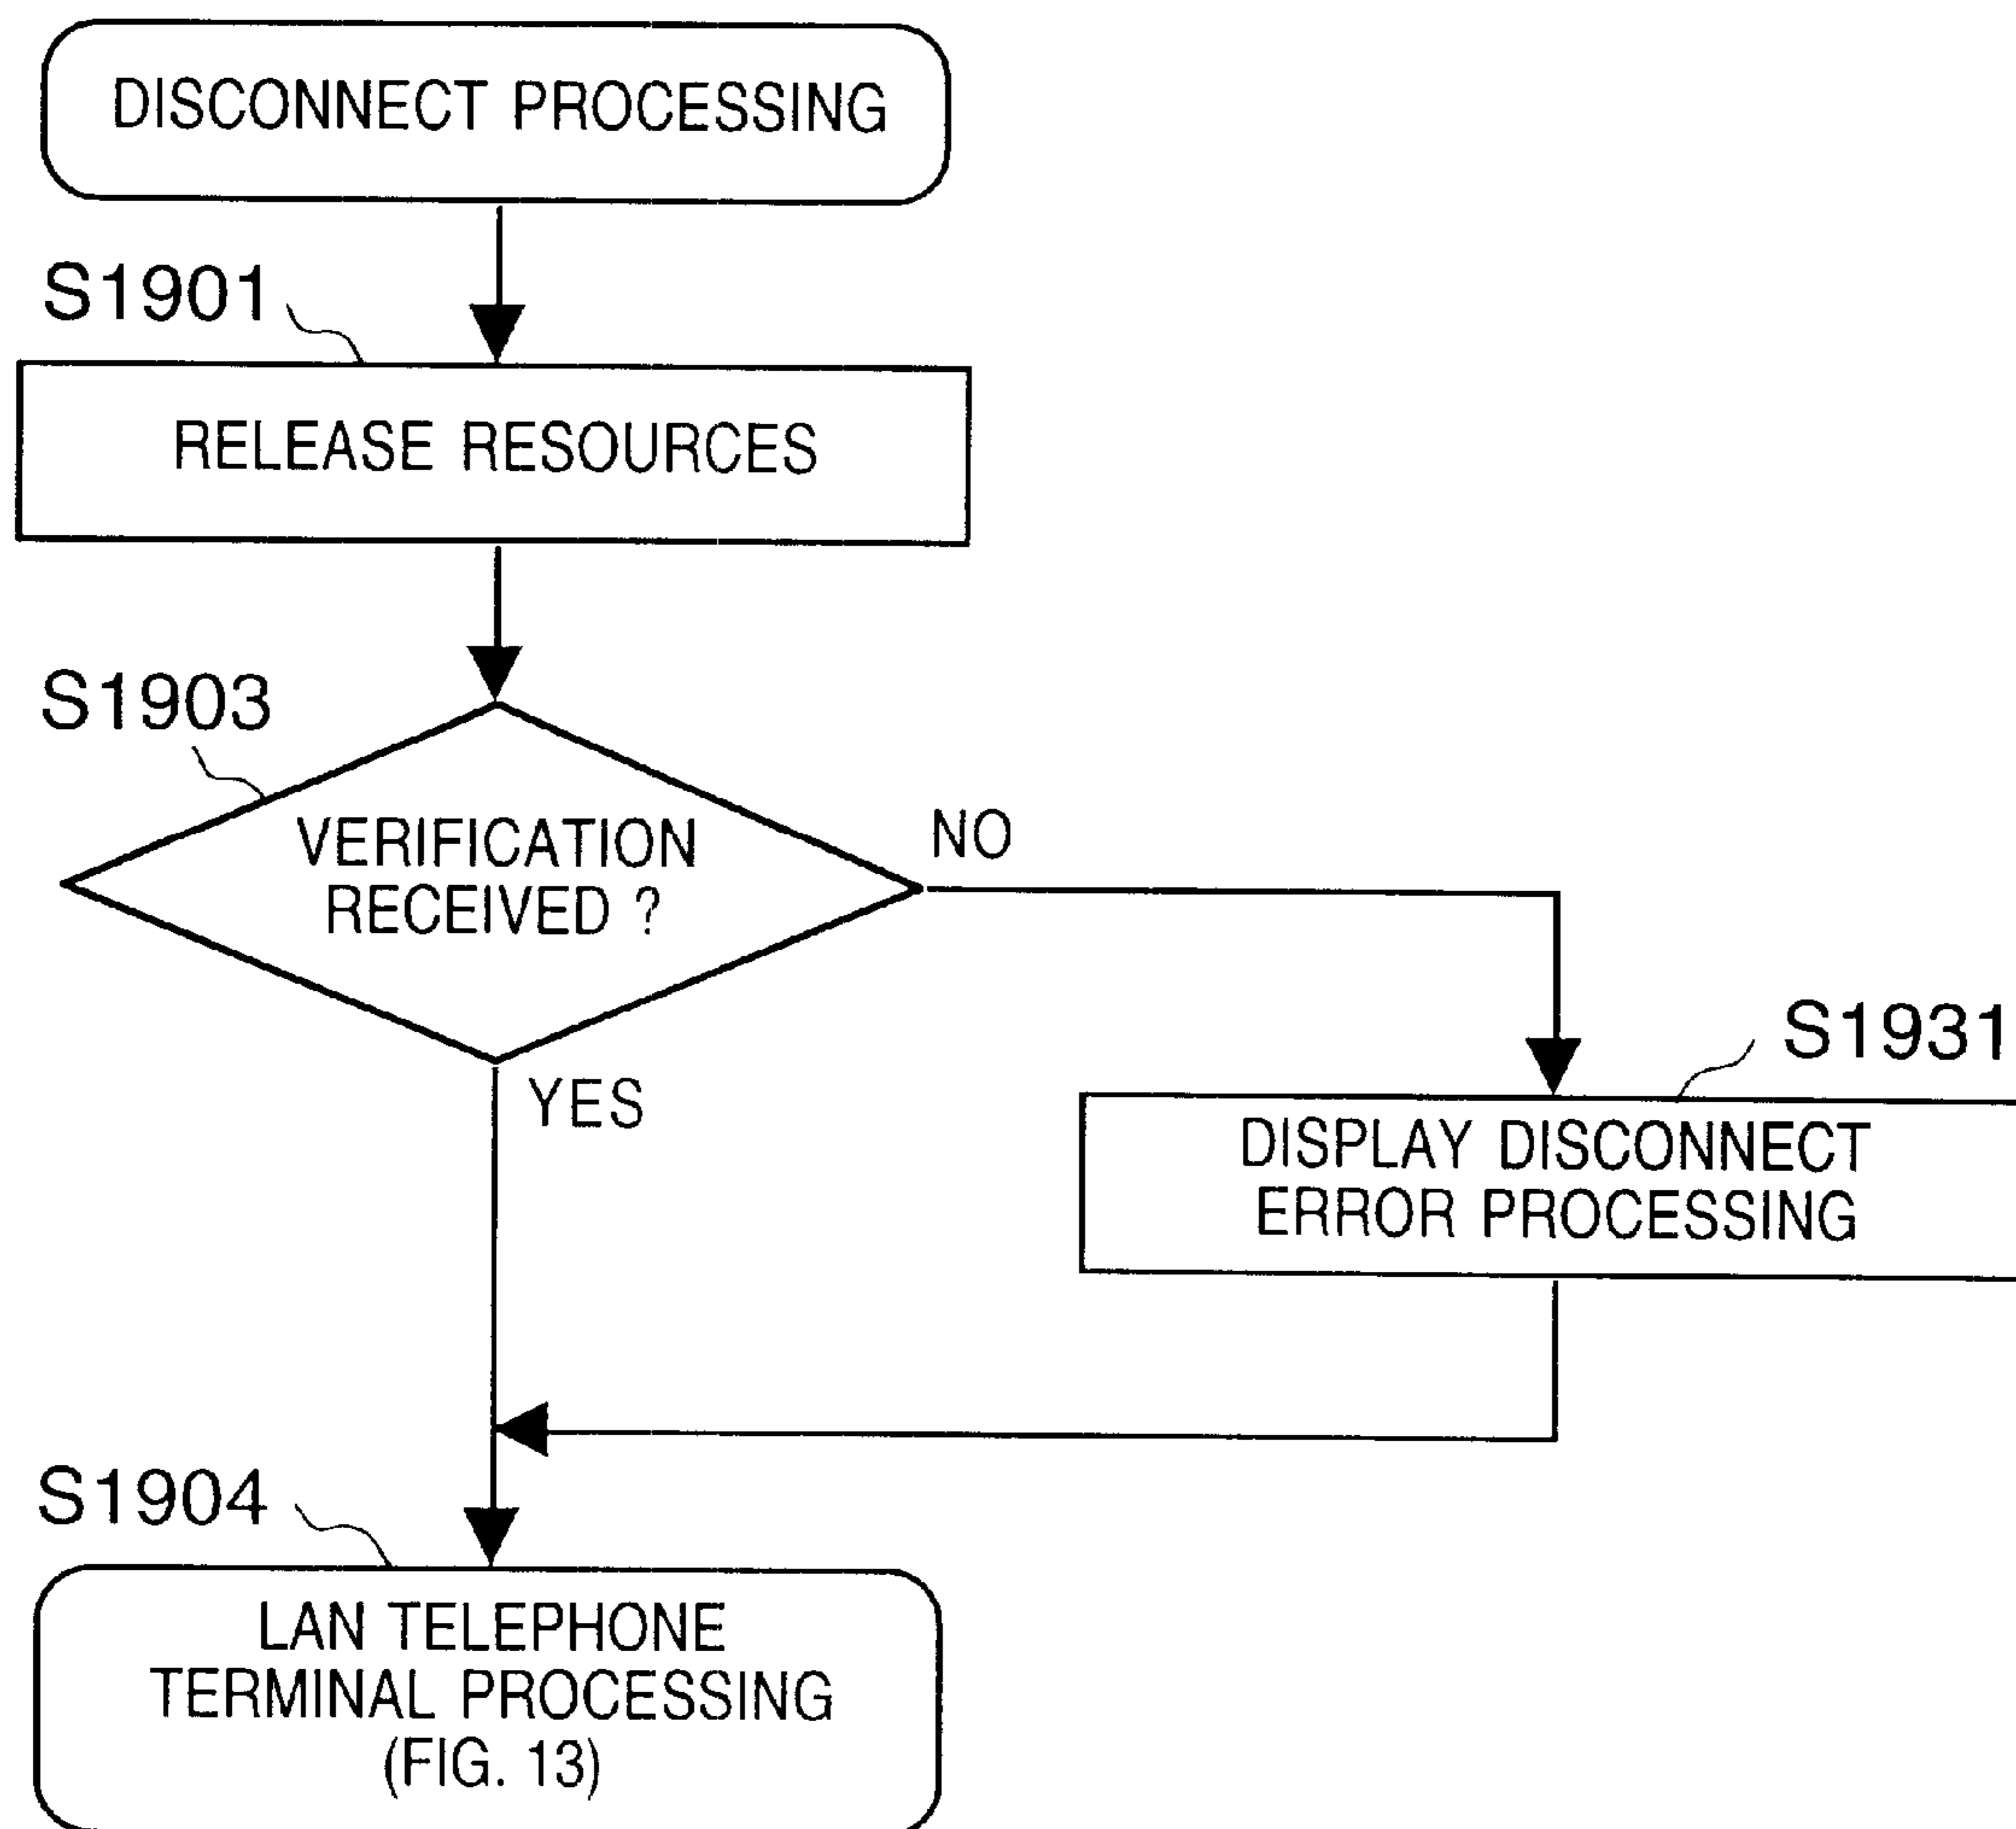 DISCONNECT PROCESSING
S1901
RELEASE RESOURCES
S1903
VERIFICATION
RECEIVED ?
NO
YES
S1931
DISPLAY DISCONNECT
ERROR PROCESSING
S1904
LAN TELEPHONE
TERMINAL PROCESSING
(FIG. 13)